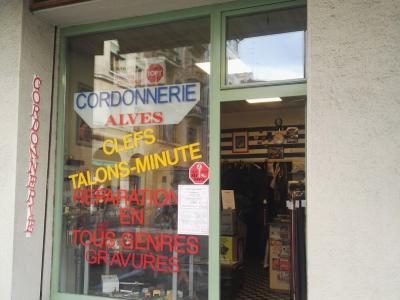 CORDONNERIE
CORDONNERIE
ALVES
CLEFS
TALONS-MINUTE
REPARATION
EN
TOUS GENRES
GRAVURES